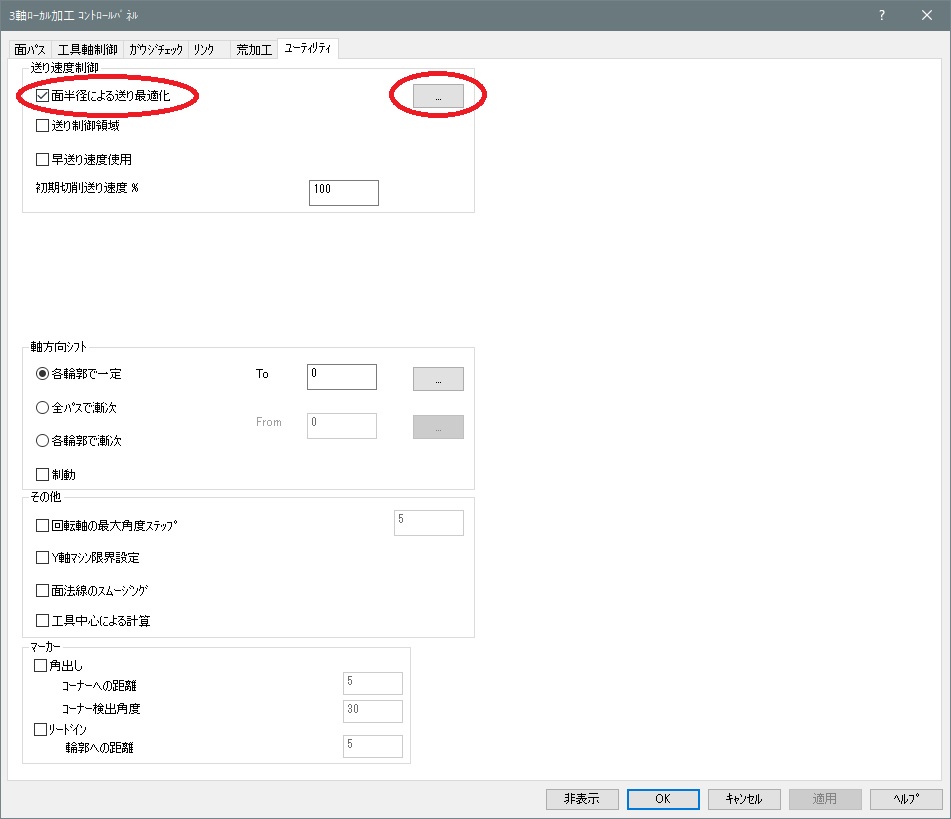 3軸ﾛｰｶﾙ加工 ｺﾝﾄﾛｰﾙﾊﾟﾈﾙ ?
面ﾊﾟｽ 工具軸制御 ｶﾞｳｼﾞﾁｪｯｸ ﾘﾝｸ 荒加工 ﾕｰﾃｨﾘﾃｨ
送り速度制御
面半径による送り最適化 ...
送り制御領域
早送り速度使用
初期切削送り速度 % 100
軸方向ｼﾌﾄ
各輪郭で一定 To 0 ...
全ﾊﾟｽで漸次
From 0 ...
各輪郭で漸次
制動
その他
回転軸の最大角度ｽﾃｯﾌﾟ 5
Y軸ﾏｼﾝ限界設定
面法線のｽﾑｰｼﾞﾝｸﾞ
工具中心による計算
ﾏｰｶｰ
角出し
ｺｰﾅｰへの距離 5
ｺｰﾅｰ検出角度 30
ﾘｰﾄﾞｲﾝ
輪郭への距離 5
非表示 OK ｷｬﾝｾﾙ 適用 ﾍﾙﾌﾟ